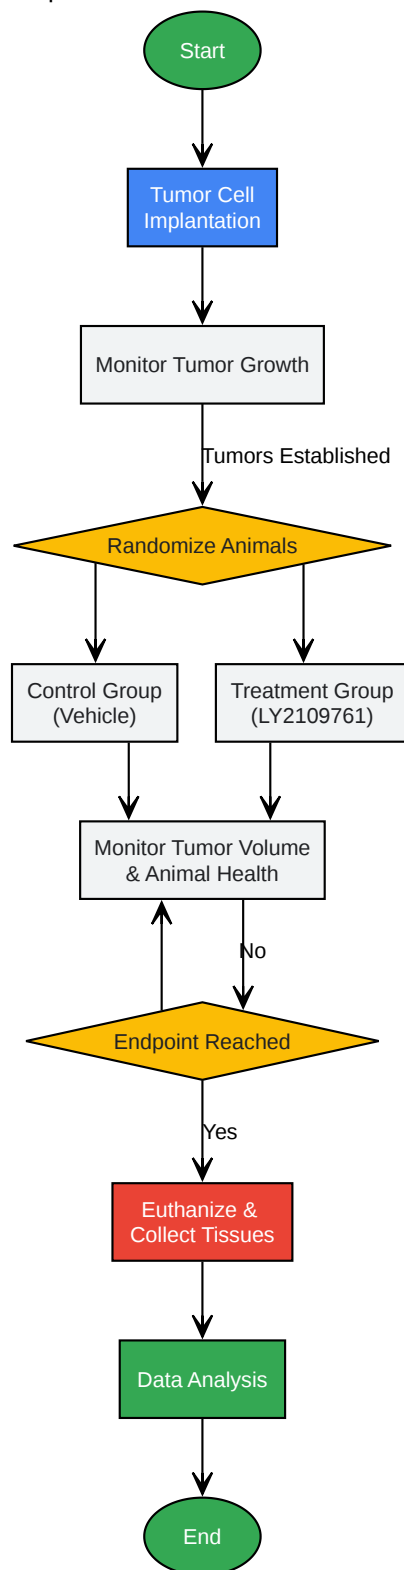 Start
Tumor Cell
Implantation
Monitor Tumor Growth
Tumors Established
Randomize Animals
Control Group
(Vehicle)
Treatment Group
(LY2109761)
Monitor Tumor Volume
& Animal Health
No
Endpoint Reached
Yes
Euthanize &
Collect Tissues
Data Analysis
End